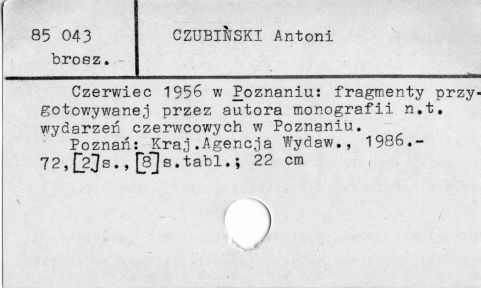 85 043
CZUBIŃSKI Antoni
brosz.
Czerwiec 1956 w Poznaniu: fragmenty przy-
gotowywanej przez autora monografii n.t.
wydarzeń czerwcowych w Poznaniu.
Poznań: Kraj.Agencja Wydaw., 1986.-
72,[2]s.,[8]s.tabl.; 22 cm